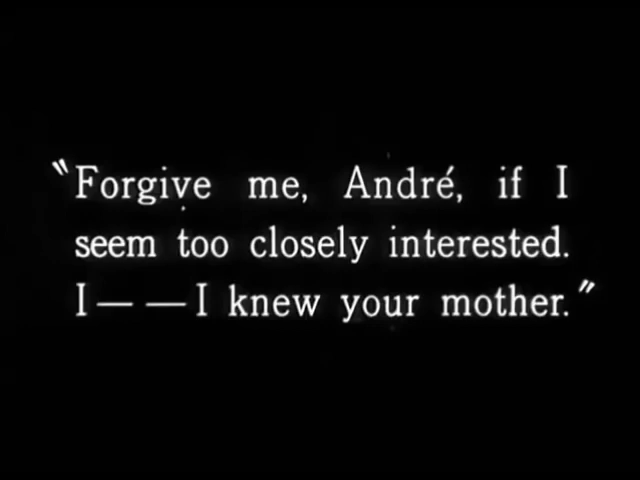 "Forgive me, André, if I
seem too closely interested.
I— —I knew your mother."